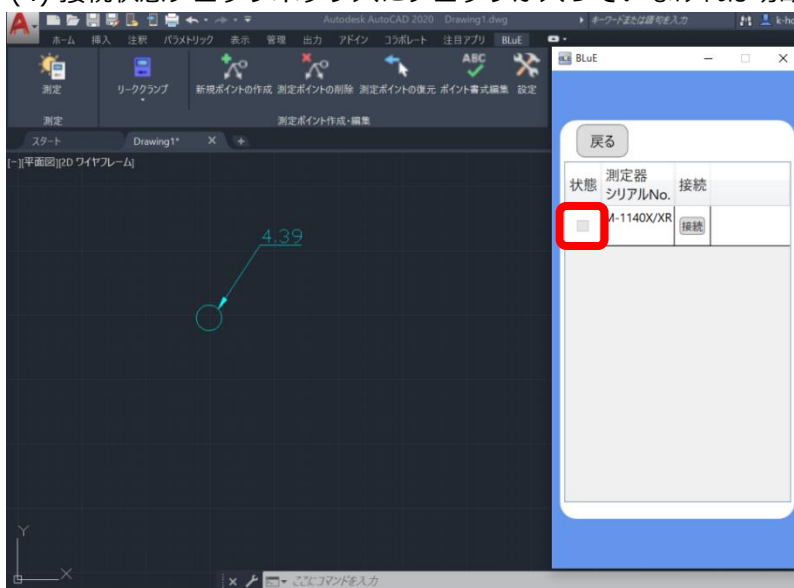 Autodesk AutoCAD 2020 Drawing1.dwg
キーワードまたは語句を入力
ホーム 挿入 注釈 パラメトリック 表示 管理 出力 アドイン コラボレート 注目アプリ BLuE
測定
リーククランプ
新規ポイントの作成 測定ポイントの削除 測定ポイントの復元 ポイント書式編集 設定
ABC
測定 測定ポイント作成・編集
スタート Drawing1* X +
[−][平面図][2D ワイヤフレーム]
4.39
Y
X
ここにコマンドを入力
BLuE
戻る
状態 測定器 シリアルNo. 接続
M-1140X/XR 接続